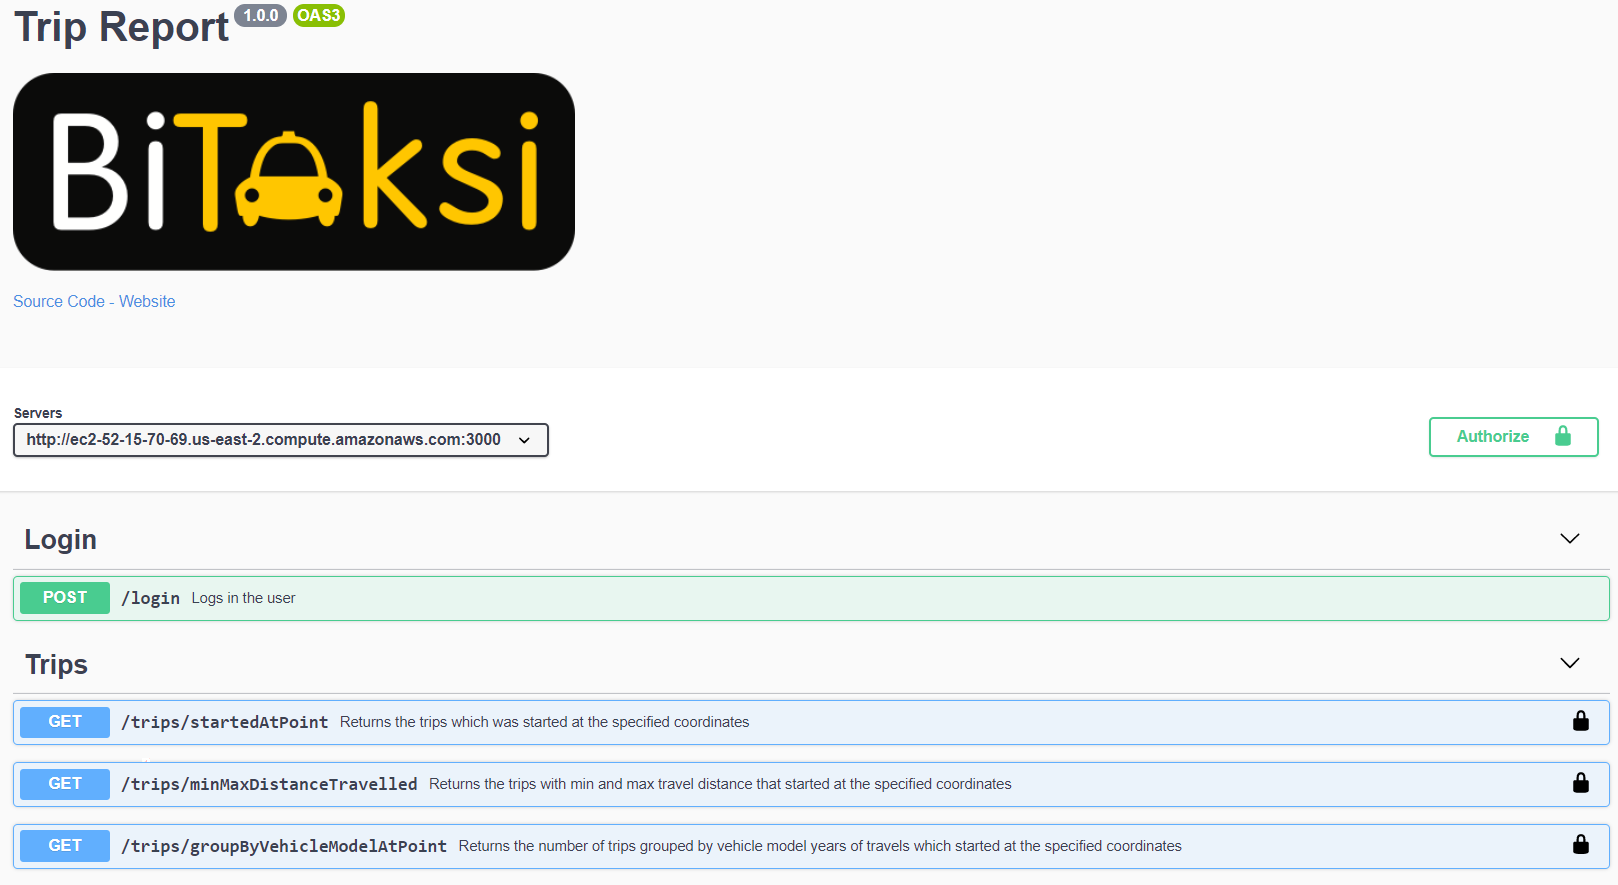 Trip Report 1.0.0 OAS3
BiTaksi
Source Code - Website
Servers
http://ec2-52-15-70-69.us-east-2.compute.amazonaws.com:3000
Authorize
Login
POST /login Logs in the user
Trips
GET /trips/startedAtPoint Returns the trips which was started at the specified coordinates
GET /trips/minMaxDistanceTravelled Returns the trips with min and max travel distance that started at the specified coordinates
GET /trips/groupByVehicleModelAtPoint Returns the number of trips grouped by vehicle model years of travels which started at the specified coordinates